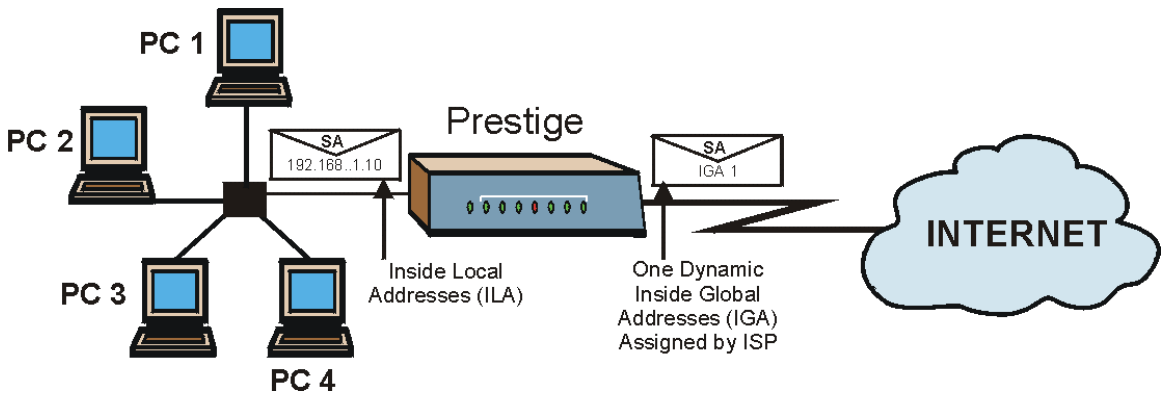 PC 1
PC 2
PC 3
PC 4
SA
192.168..1.10
Prestige
SA
IGA 1
INTERNET
Inside Local
Addresses (ILA)
One Dynamic
Inside Global
Addresses (IGA)
Assigned by ISP